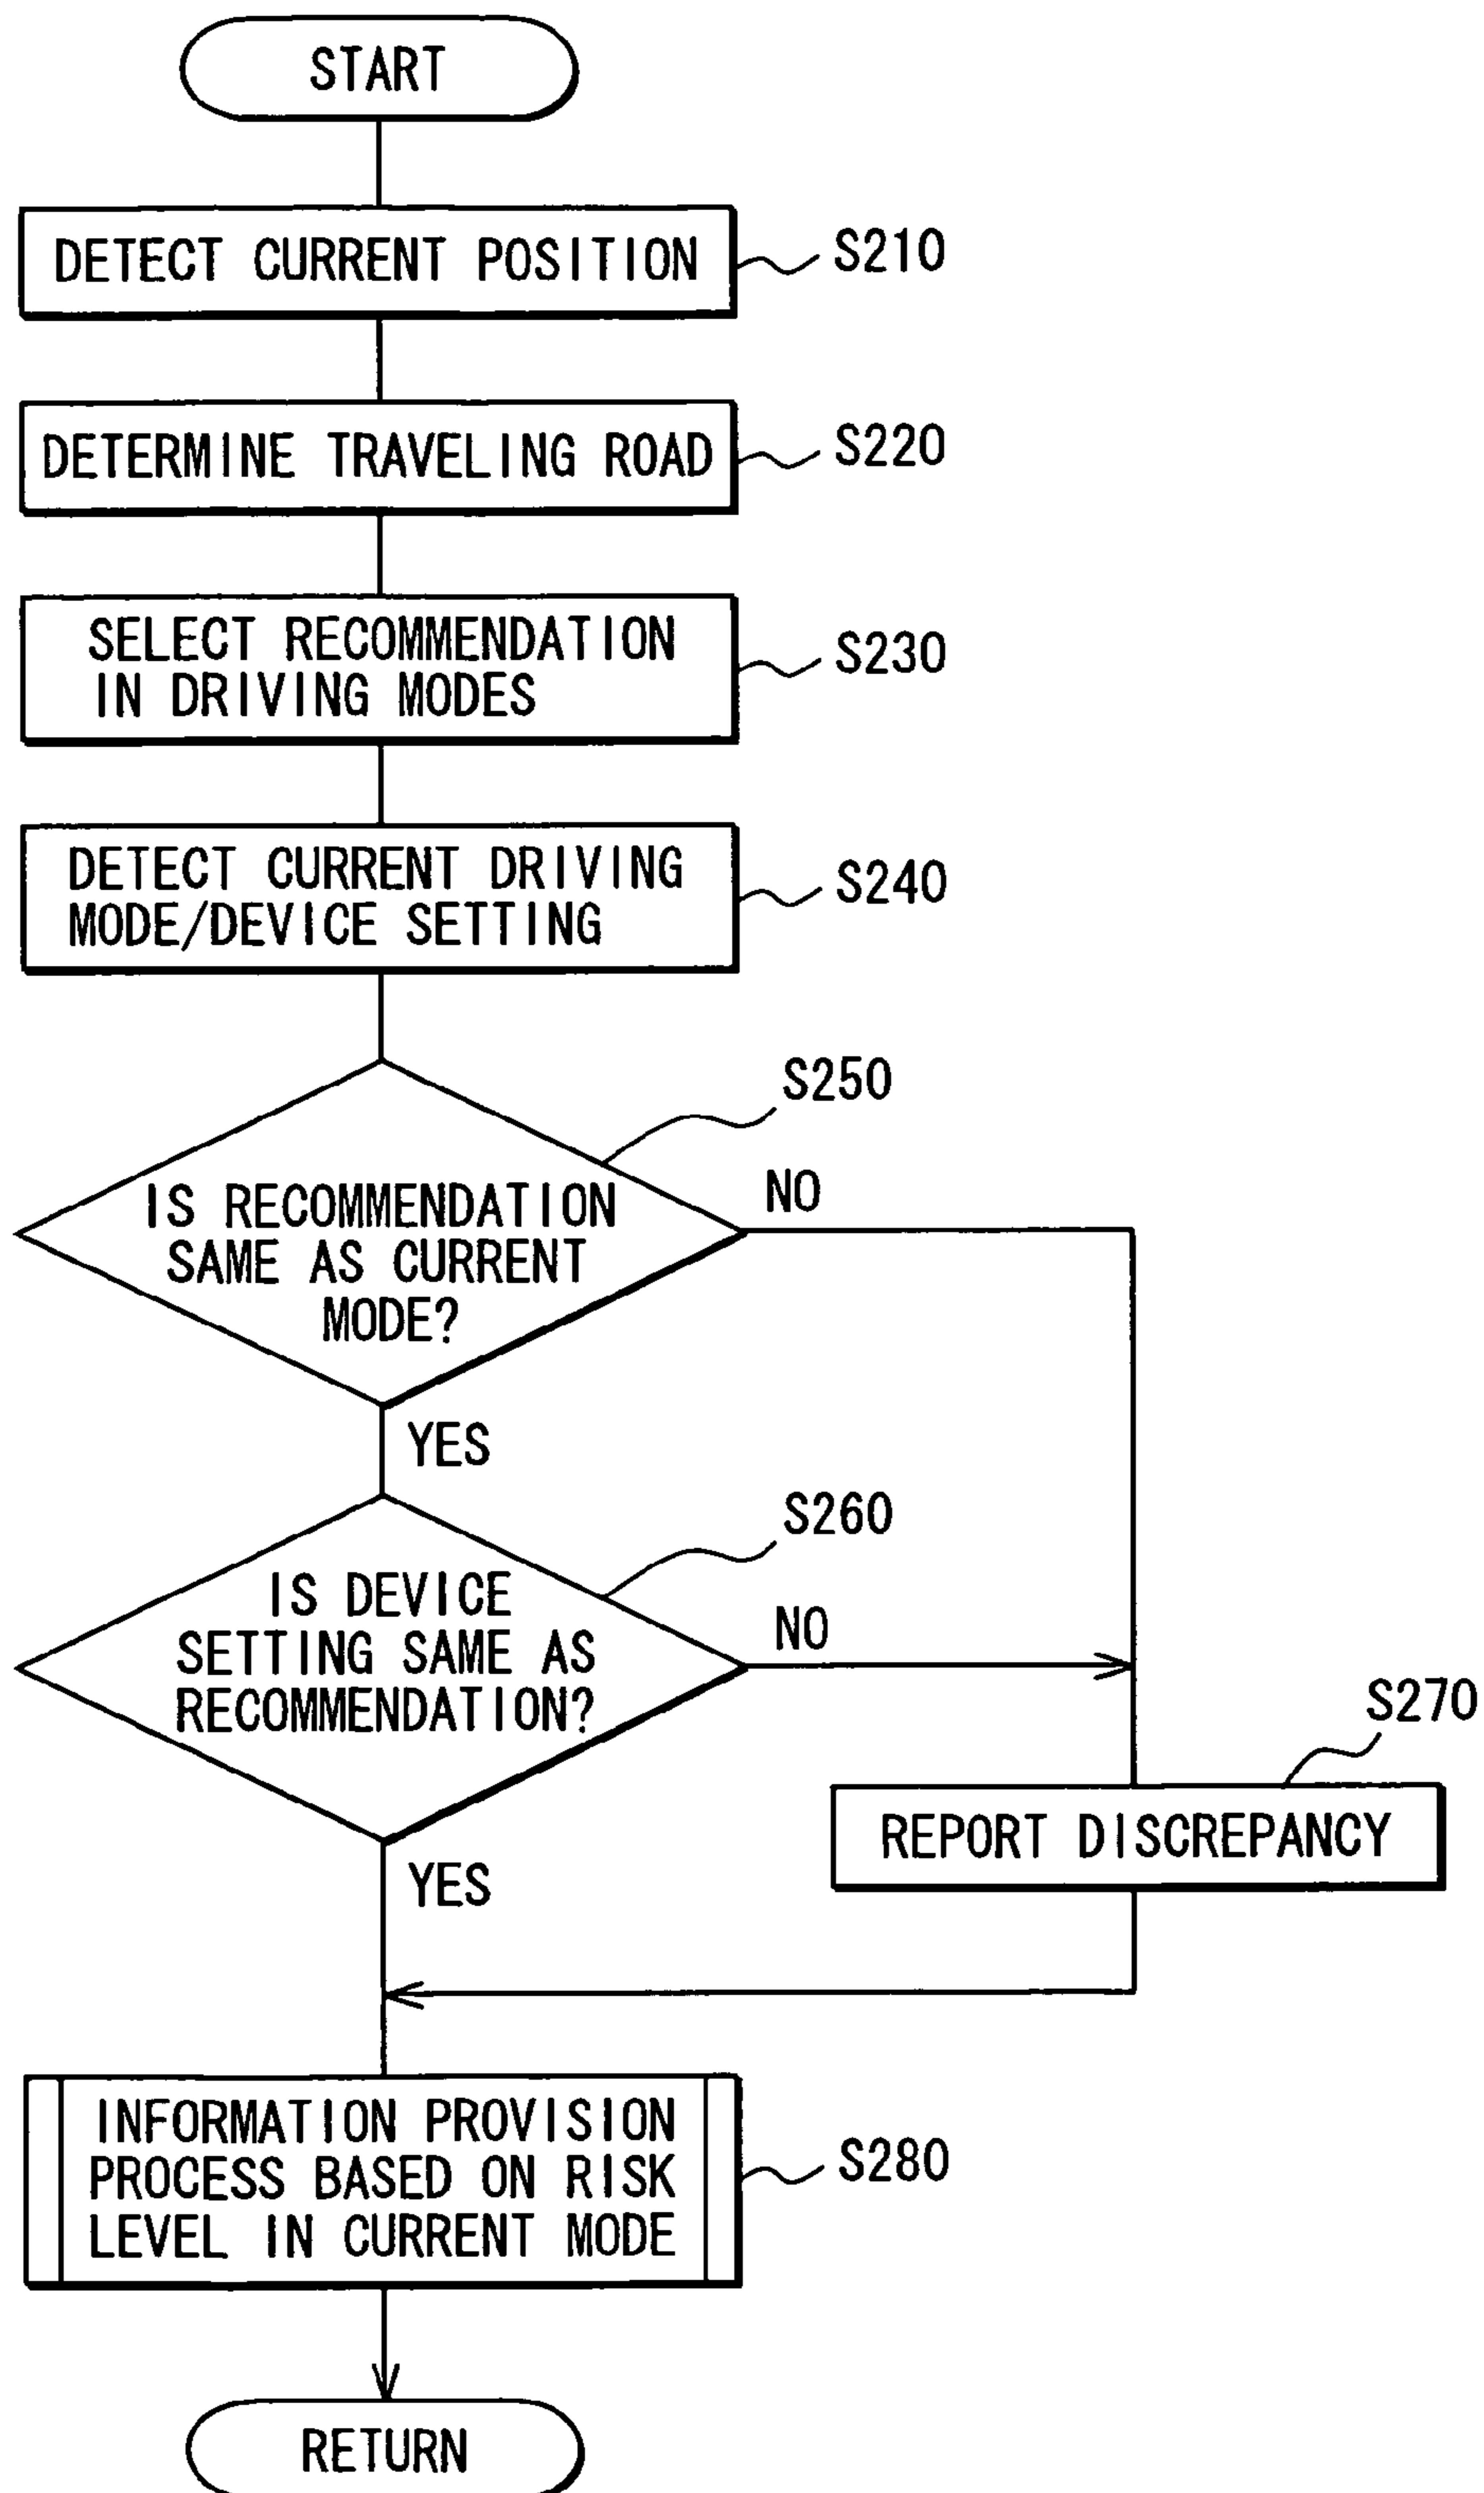 START
DETECT CURRENT POSITION
S210
DETERMINE TRAVELING ROAD
S220
SELECT RECOMMENDATION
IN DRIVING MODES
S230
DETECT CURRENT DRIVING
MODE/DEVICE SETTING
S240
S250
IS RECOMMENDATION
SAME AS CURRENT
MODE?
NO
YES
S260
IS DEVICE
SETTING SAME AS
RECOMMENDATION?
NO
S270
REPORT DISCREPANCY
YES
INFORMATION PROVISION
PROCESS BASED ON RISK
LEVEL IN CURRENT MODE
S280
RETURN